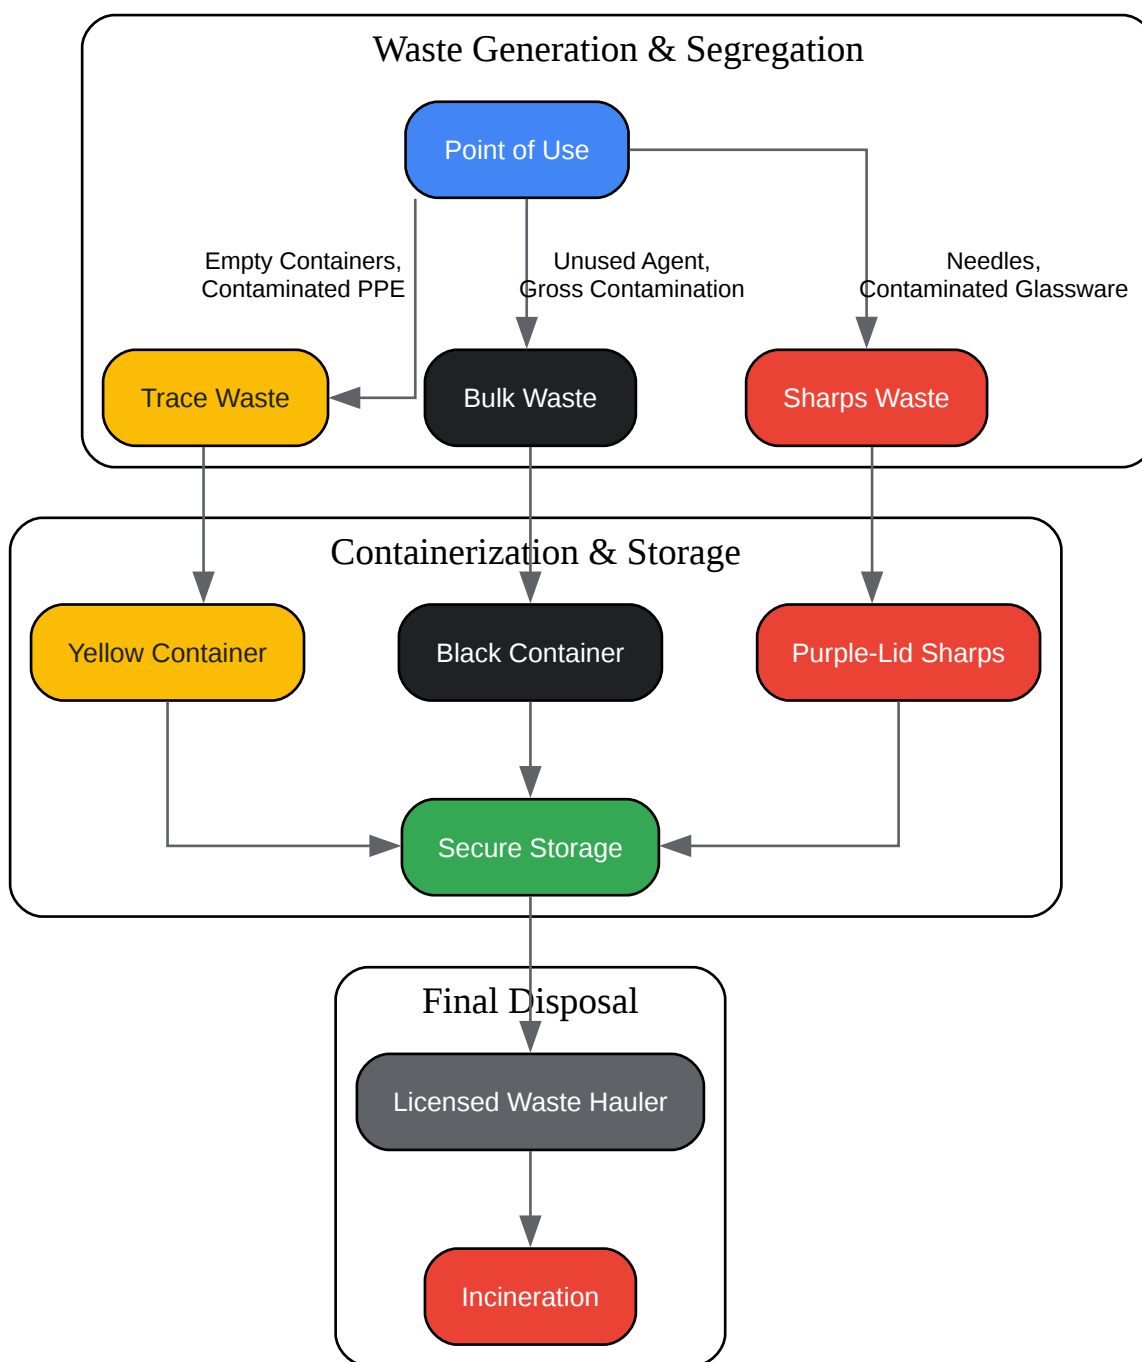 Waste Generation & Segregation
Point of Use
Empty Containers,
Contaminated PPE
Unused Agent,
Gross Contamination
Needles,
Contaminated Glassware
Trace Waste
Bulk Waste
Sharps Waste
Containerization & Storage
Yellow Container
Black Container
Purple-Lid Sharps
Secure Storage
Final Disposal
Licensed Waste Hauler
Incineration